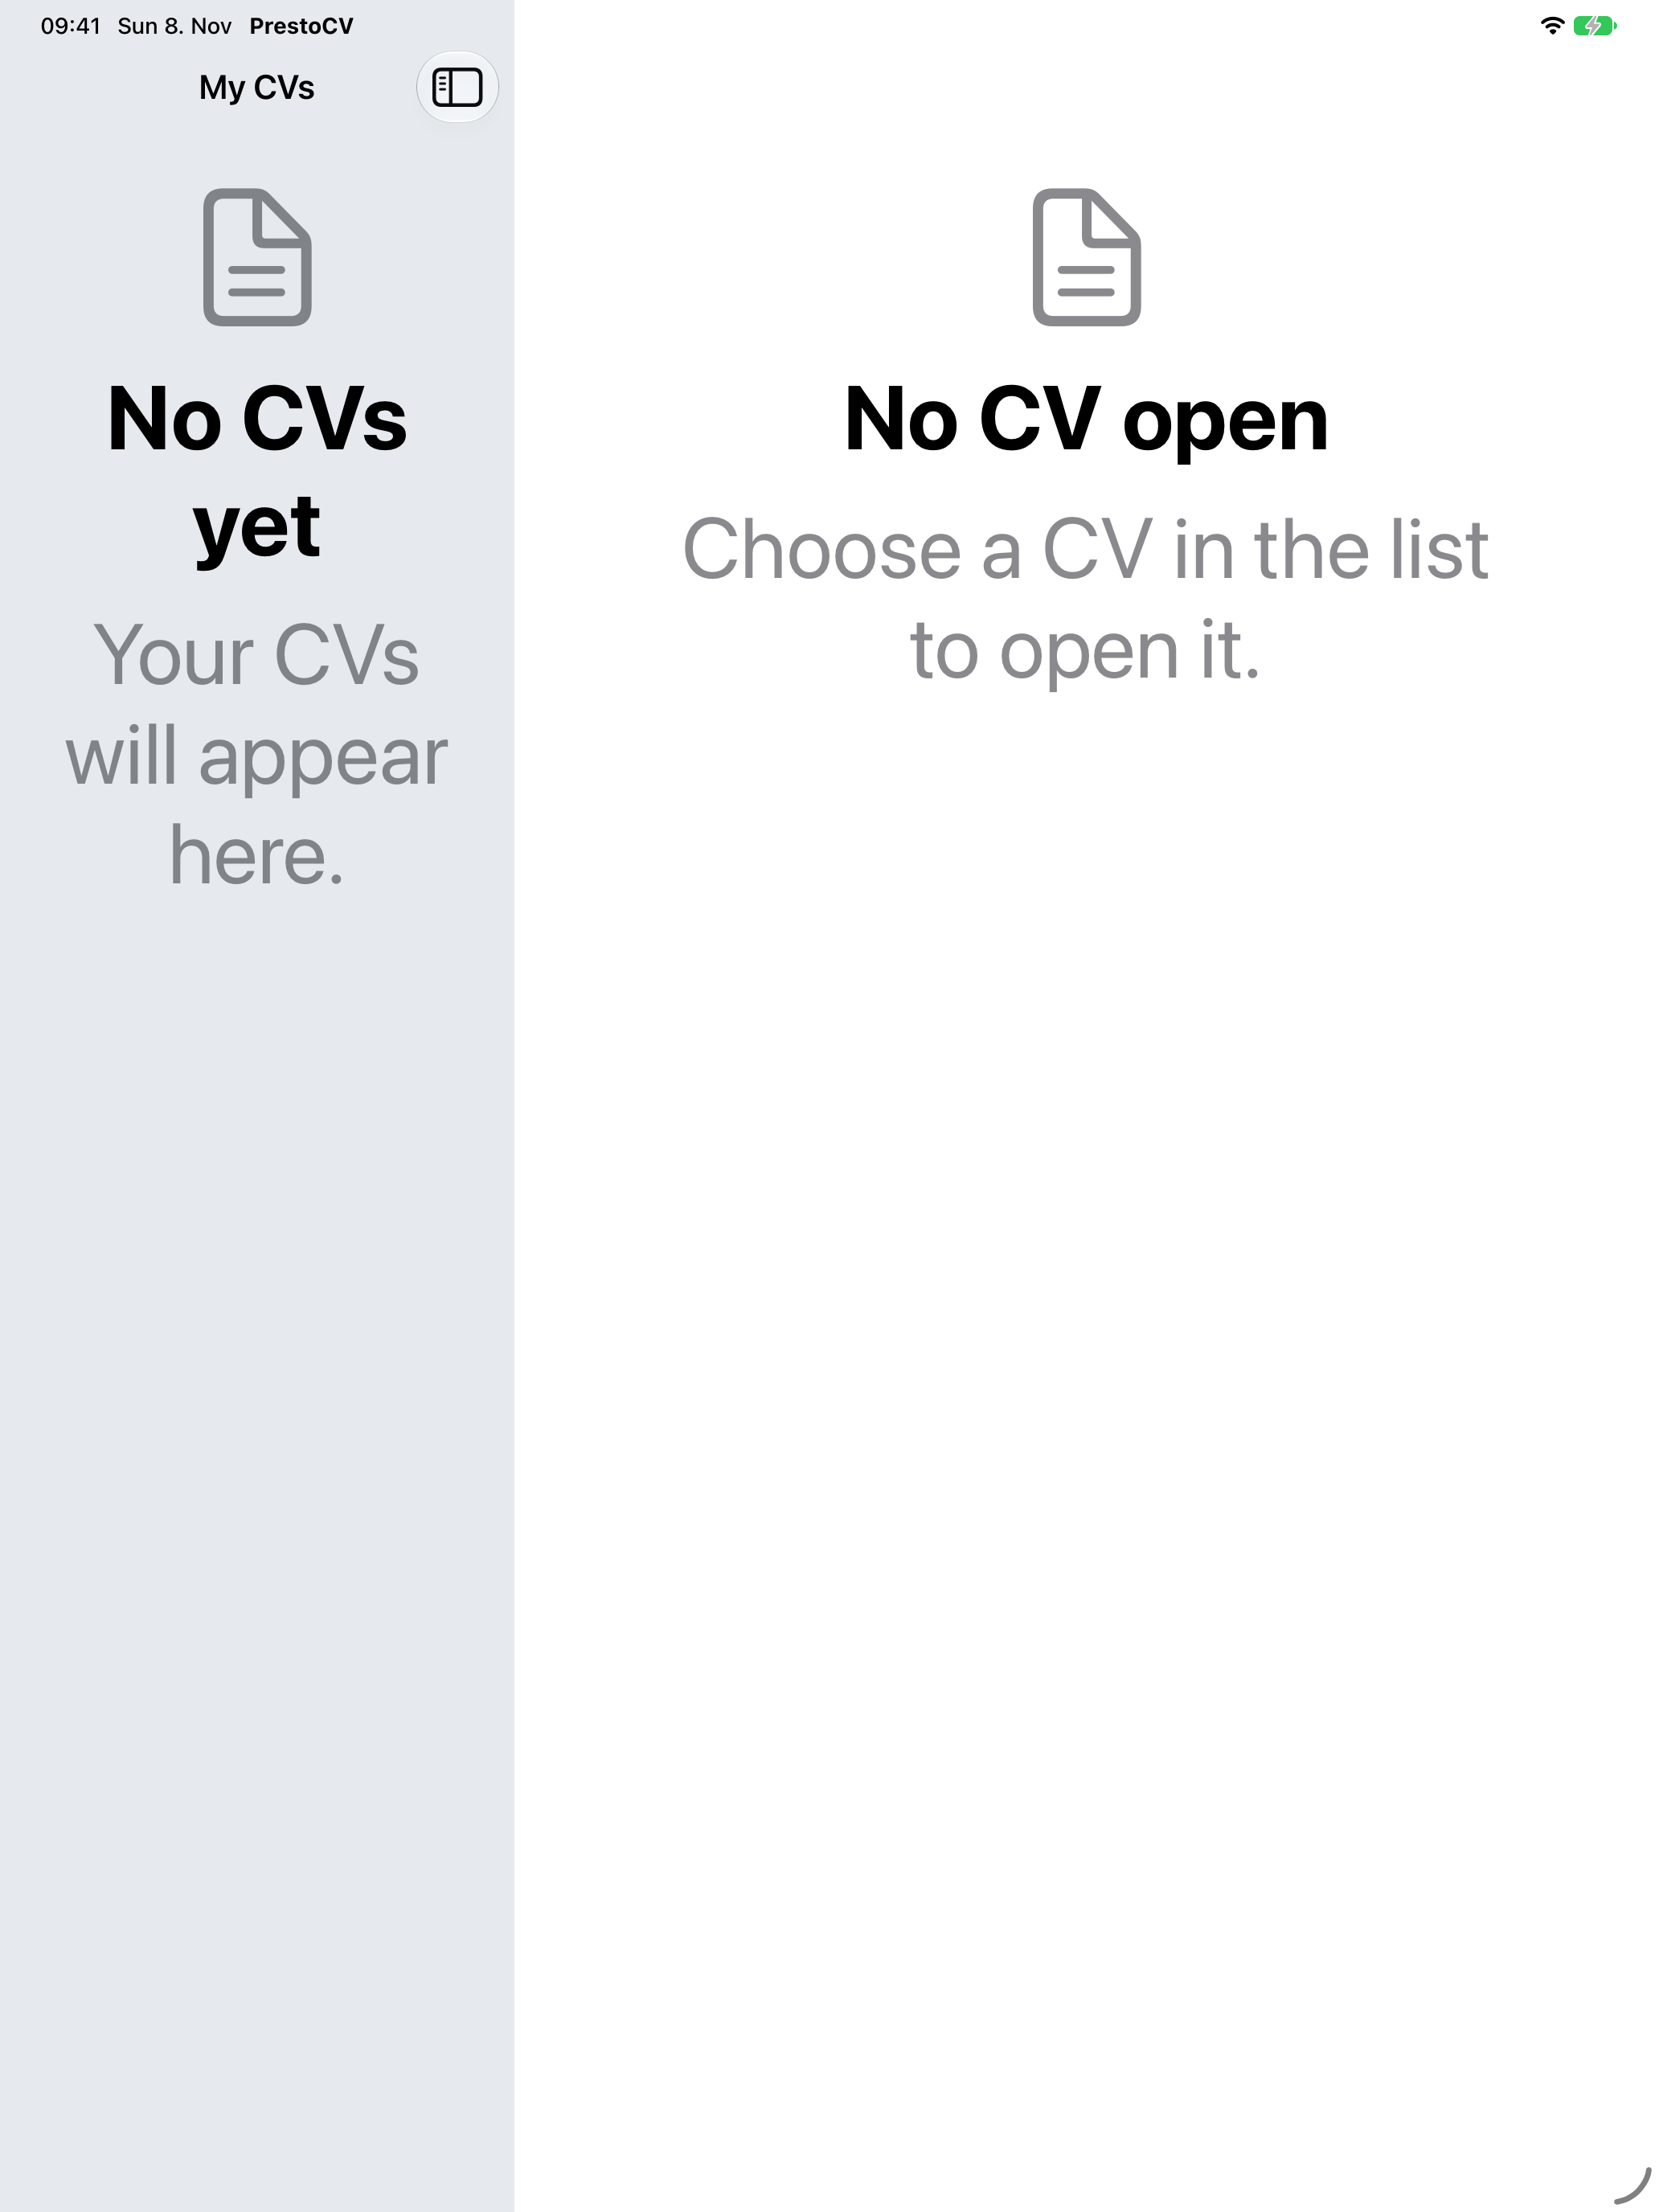 09:41 Sun 8. Nov PrestoCV
My CVs
No CVs
yet
Your CVs
will appear
here.
No CV open
Choose a CV in the list
to open it.